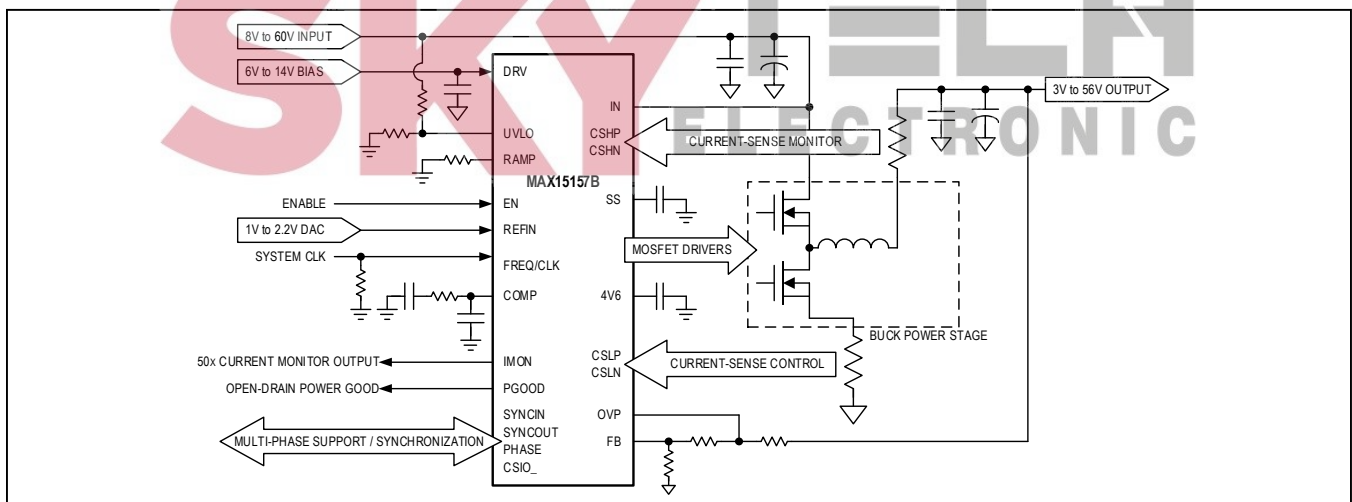 SKYTECH
ELECTRONIC
8V to 60V INPUT
6V to 14V BIAS
DRV
3V to 56V OUTPUT
IN
UVLO
CSHP
CSHN
CURRENT-SENSE MONITOR
RAMP
MAX15157B
ENABLE
EN
SS
1V to 2.2V DAC
REFIN
MOSFET DRIVERS
SYSTEM CLK
FREQ/CLK
COMP
4V6
BUCK POWER STAGE
50x CURRENT MONITOR OUTPUT
IMON
CSLP
CSLN
CURRENT-SENSE CONTROL
OPEN-DRAIN POWER GOOD
PGOOD
SYNCIN
OVP
MULTI-PHASE SUPPORT / SYNCHRONIZATION
SYNCOUT
PHASE
FB
CSIO_